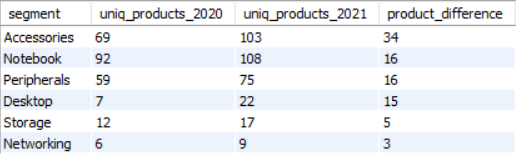 segment uniq_products_2020 uniq_products_2021 product_difference
Accessories 69 103 34
Notebook 92 108 16
Peripherals 59 75 16
Desktop 7 22 15
Storage 12 17 5
Networking 6 9 3